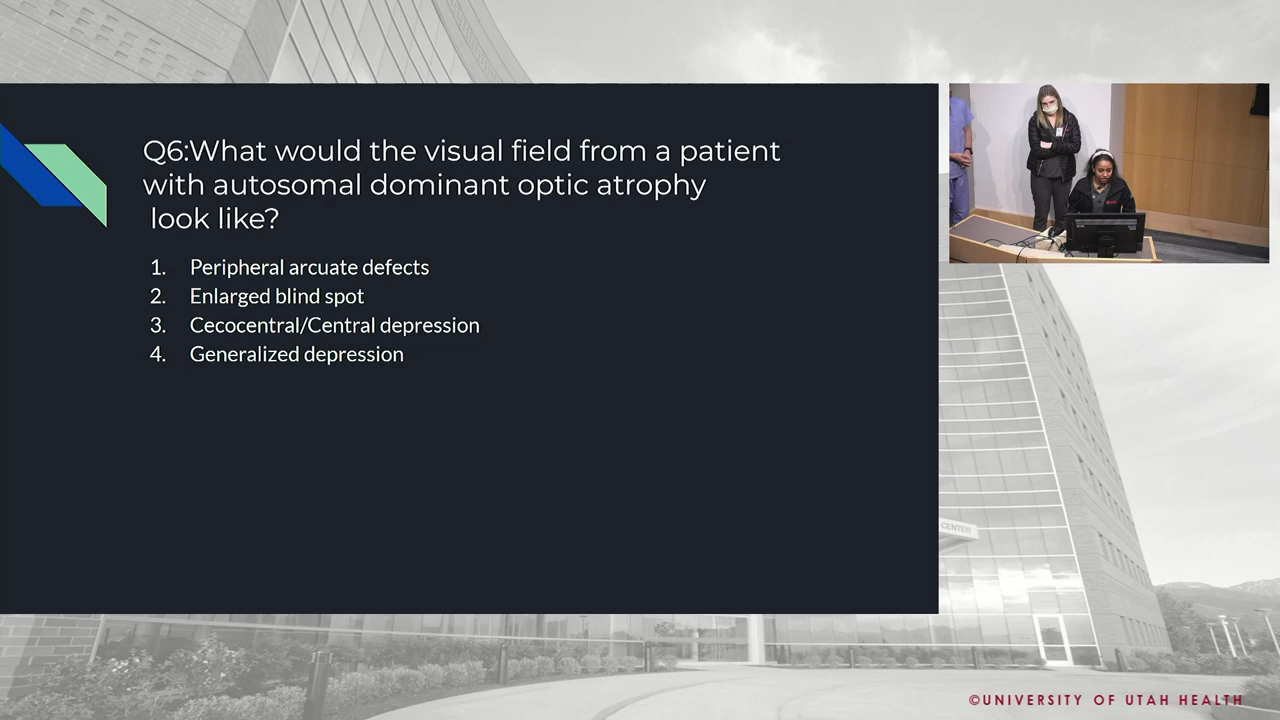 Q6:What would the visual field from a patient
with autosomal dominant optic atrophy
look like?
1. Peripheral arcuate defects
2. Enlarged blind spot
3. Cecocentral/Central depression
4. Generalized depression
CENTER
©UNIVERSITY OF UTAH HEALTH